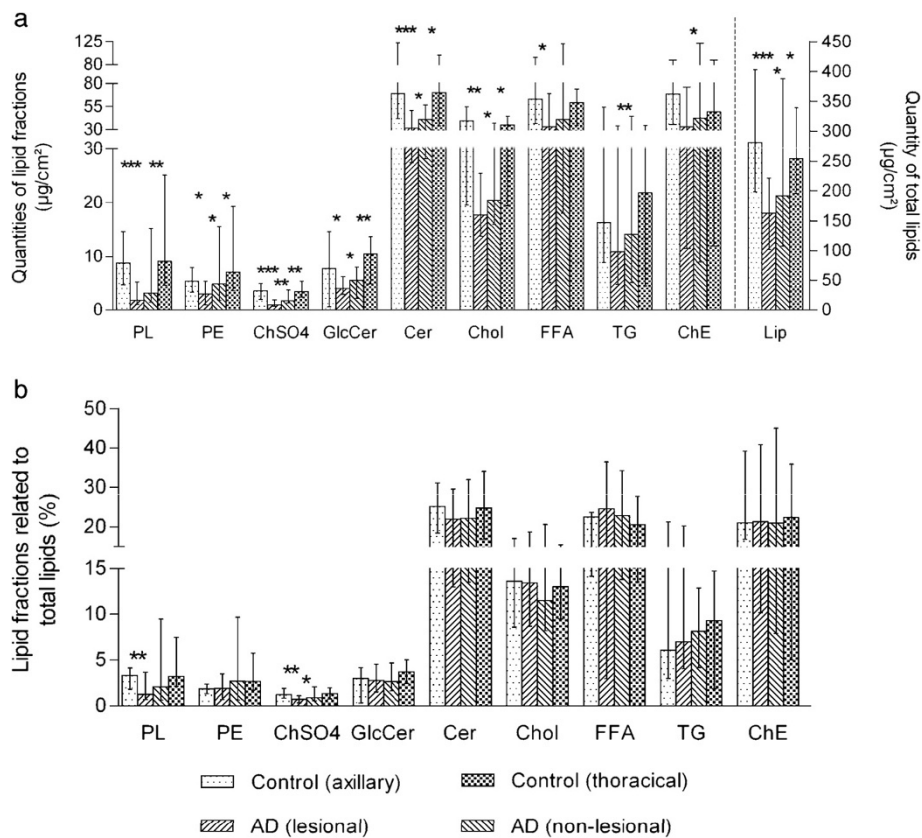 a
Quantities of lipid fractions
(µg/cm²)
125
80
80
55
30
30
20
10
0
*** ** * * * *** ** ** * * ** *** * * ** * * * ** * *** * *
PL PE ChSO4 GlcCer Cer Chol FFA TG ChE Lip
450
400
350
300
250
200
150
100
50
0
Quantity of total lipids
(µg/cm²)
b
Lipid fractions related to
total lipids (%)
50
40
30
20
15
10
5
0
** ** *
PL PE ChSO4 GlcCer Cer Chol FFA TG ChE
Control (axillary) Control (thoracical)
AD (lesional) AD (non-lesional)